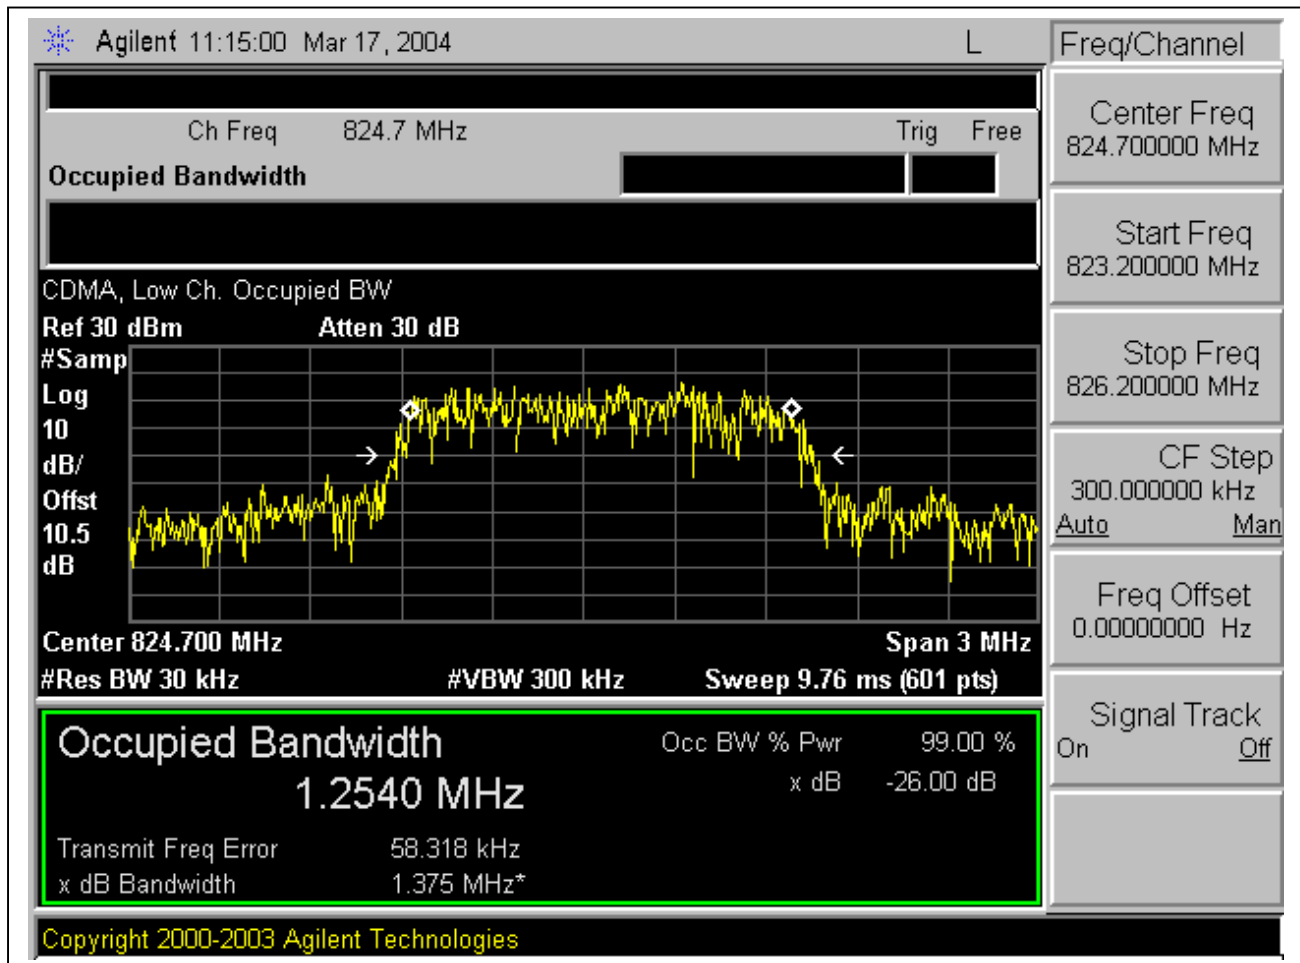 Agilent 11:15:00 Mar 17, 2004 L
Freq/Channel
Ch Freq 824.7 MHz Trig Free
Occupied Bandwidth
CDMA, Low Ch. Occupied BW
Ref 30 dBm Atten 30 dB
#Samp
Log
10
dB/
Offst
10.5
dB
Center 824.700 MHz Span 3 MHz
#Res BW 30 kHz #VBW 300 kHz Sweep 9.76 ms (601 pts)
Occupied Bandwidth
1.2540 MHz
Occ BW % Pwr 99.00 %
x dB -26.00 dB
Transmit Freq Error 58.318 kHz
x dB Bandwidth 1.375 MHz*
Center Freq
824.700000 MHz
Start Freq
823.200000 MHz
Stop Freq
826.200000 MHz
CF Step
300.000000 kHz
Auto Man
Freq Offset
0.00000000 Hz
Signal Track
On Off
Copyright 2000-2003 Agilent Technologies